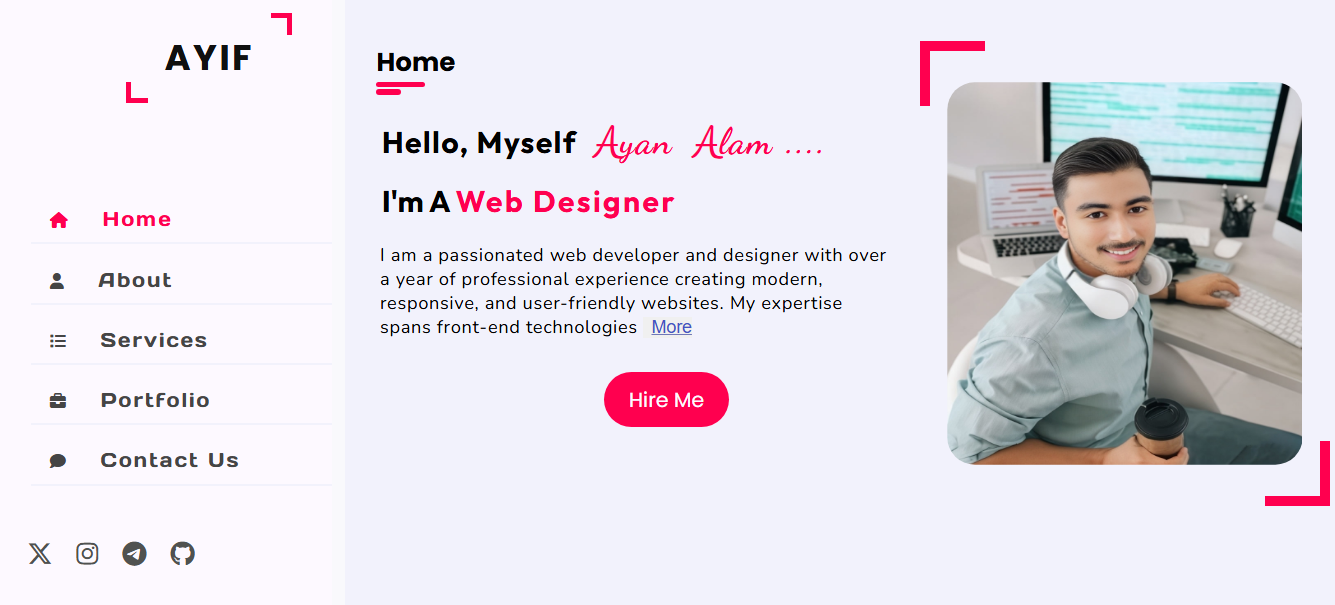 AYIF
Home
About
Services
Portfolio
Contact Us
Home
Hello, Myself Ayan Alam ....
I'm A Web Designer
I am a passionated web developer and designer with over
a year of professional experience creating modern,
responsive, and user-friendly websites. My expertise
spans front-end technologies More
Hire Me